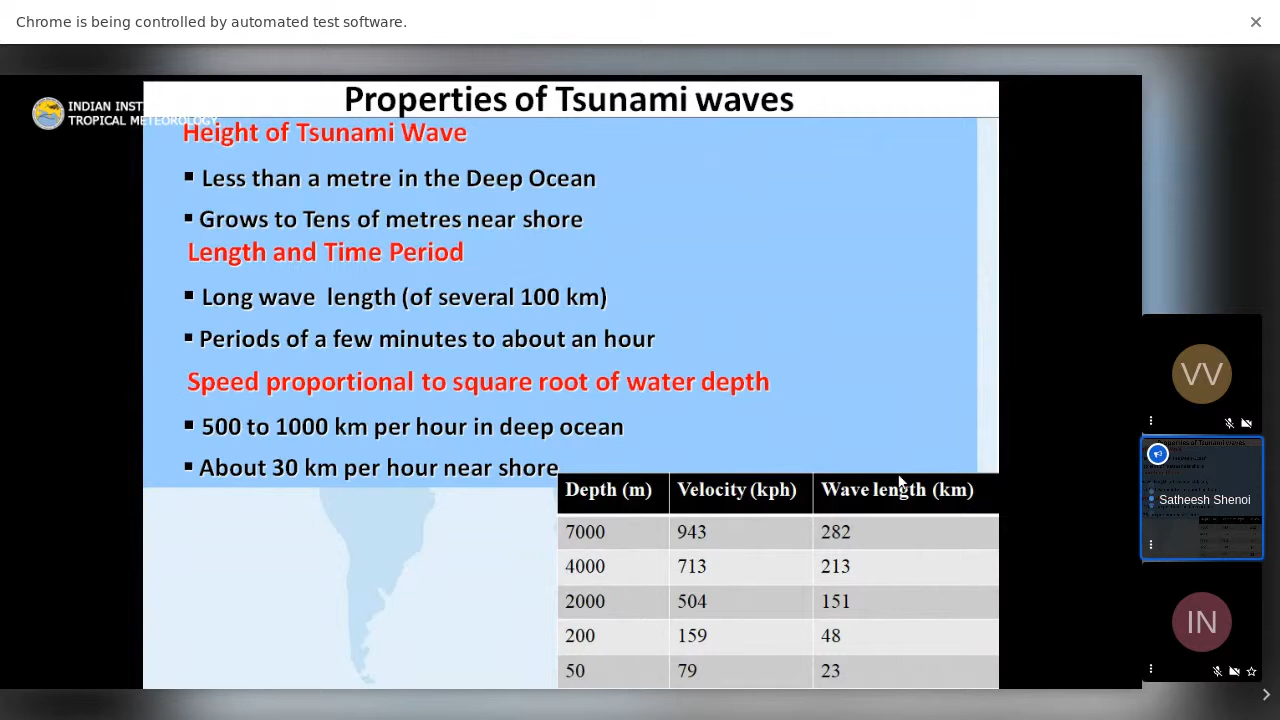 Chrome is being controlled by automated test software.
Properties of Tsunami waves
INDIAN INST
TROPICAL METEOROLOGY
Height of Tsunami Wave
▪ Less than a metre in the Deep Ocean
▪ Grows to Tens of metres near shore
Length and Time Period
▪ Long wave length (of several 100 km)
▪ Periods of a few minutes to about an hour
Speed proportional to square root of water depth
▪ 500 to 1000 km per hour in deep ocean
▪ About 30 km per hour near shore
Depth (m) Velocity (kph) Wave length (km)
7000 943 282
4000 713 213
2000 504 151
200 159 48
50 79 23
VV
Properties of Tsunami waves
Satheesh Shenoi
IN